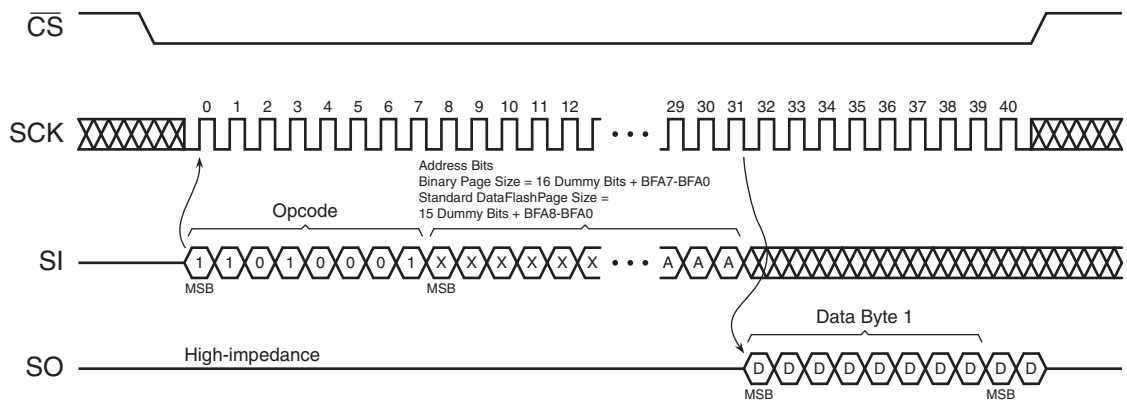 CS
SCK
0 1 2 3 4 5 6 7 8 9 10 11 12 29 30 31 32 33 34 35 36 37 38 39 40
Address Bits
Binary Page Size = 16 Dummy Bits + BFA7-BFA0
Standard DataFlashPage Size =
15 Dummy Bits + BFA8-BFA0
Opcode
SI
1 1 0 1 0 0 0 1 X X X X X X A A A
MSB MSB
Data Byte 1
High-impedance
SO
D D D D D D D D D D
MSB MSB